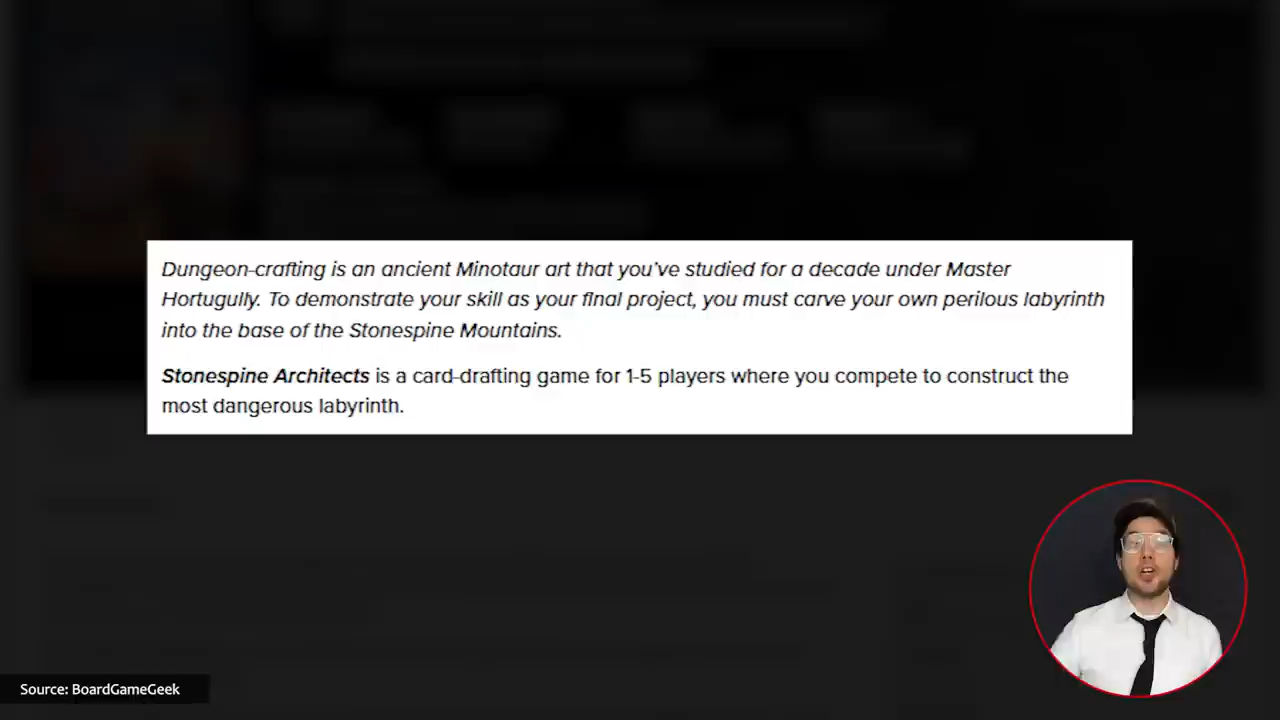 Dungeon-crafting is an ancient Minotaur art that you've studied for a decade under Master
Hortugully. To demonstrate your skill as your final project, you must carve your own perilous labyrinth
into the base of the Stonespine Mountains.
Stonespine Architects is a card-drafting game for 1-5 players where you compete to construct the
most dangerous labyrinth.
Source: BoardGameGeek